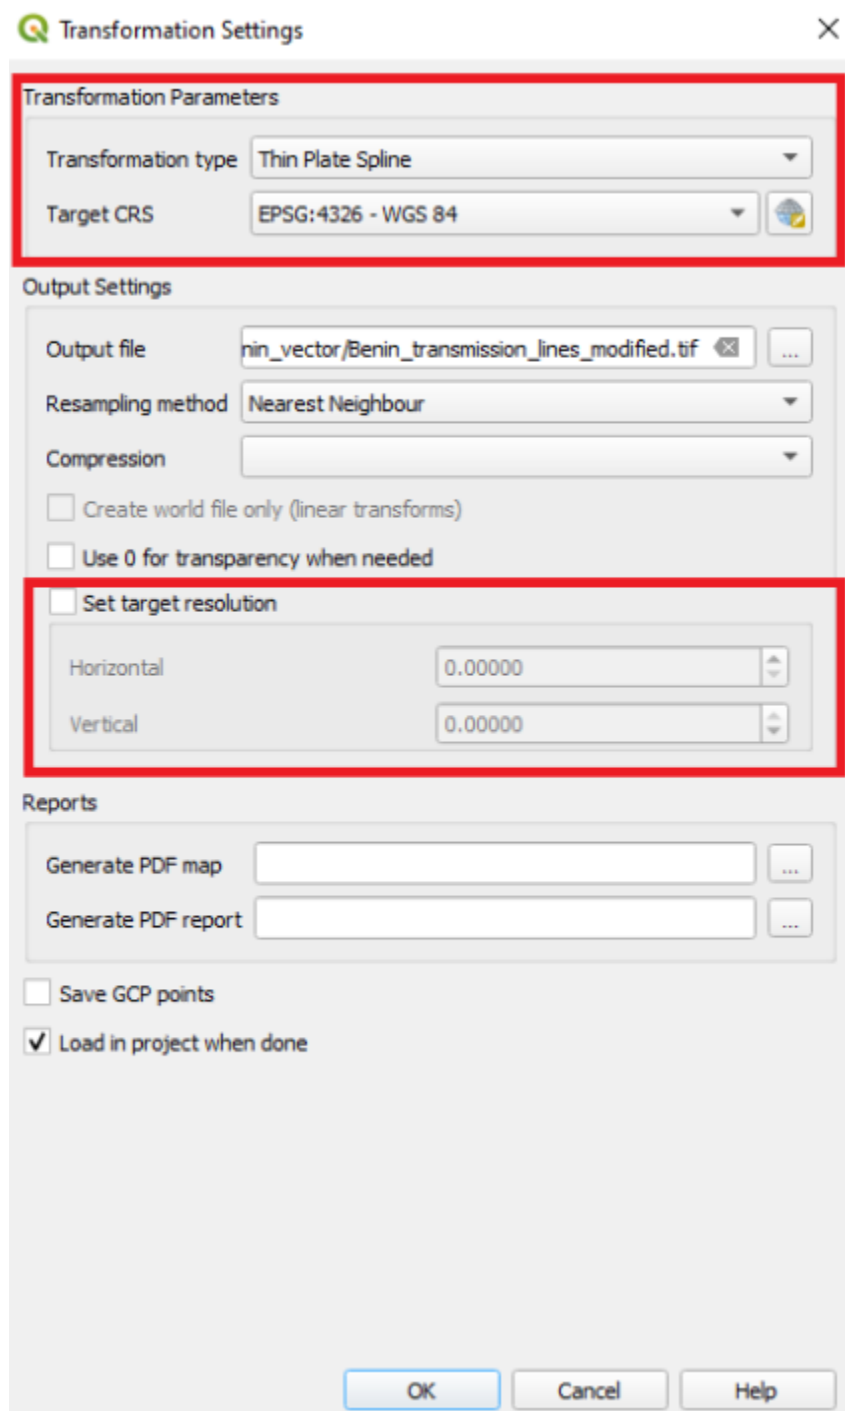 Transformation Settings
Transformation Parameters
Transformation type Thin Plate Spline
Target CRS EPSG:4326 - WGS 84
Output Settings
Output file nin_vector/Benin_transmission_lines_modified.tif ...
Resampling method Nearest Neighbour
Compression
Create world file only (linear transforms)
Use 0 for transparency when needed
Set target resolution
Horizontal 0.00000
Vertical 0.00000
Reports
Generate PDF map ...
Generate PDF report ...
Save GCP points
Load in project when done
OK Cancel Help